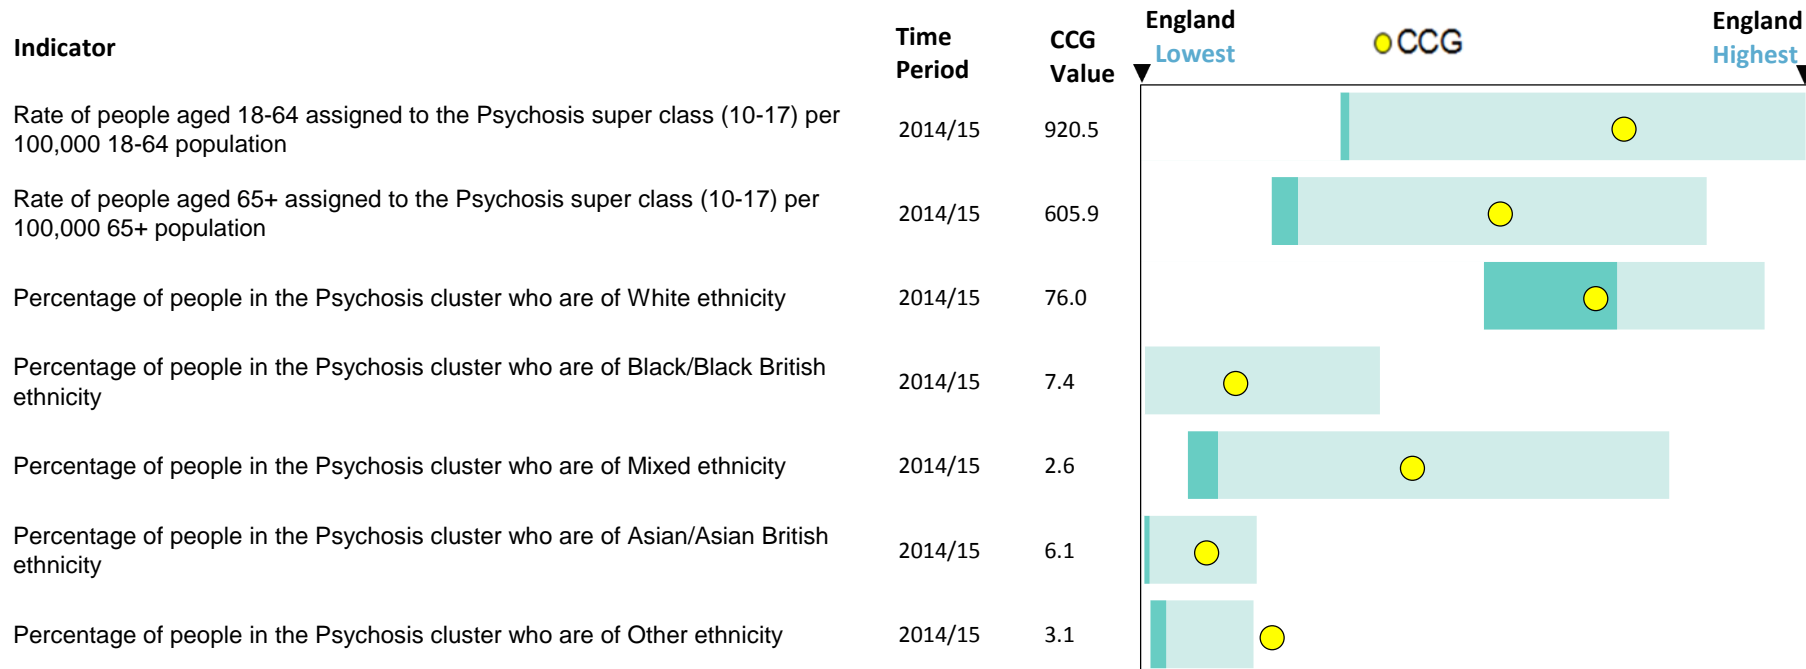 Indicator
Time Period
CCG Value
England Lowest
CCG
England Highest
Rate of people aged 18-64 assigned to the Psychosis super class (10-17) per
100,000 18-64 population
2014/15
920.5
Rate of people aged 65+ assigned to the Psychosis super class (10-17) per
100,000 65+ population
2014/15
605.9
Percentage of people in the Psychosis cluster who are of White ethnicity
2014/15
76.0
Percentage of people in the Psychosis cluster who are of Black/Black British
ethnicity
2014/15
7.4
Percentage of people in the Psychosis cluster who are of Mixed ethnicity
2014/15
2.6
Percentage of people in the Psychosis cluster who are of Asian/Asian British
ethnicity
2014/15
6.1
Percentage of people in the Psychosis cluster who are of Other ethnicity
2014/15
3.1